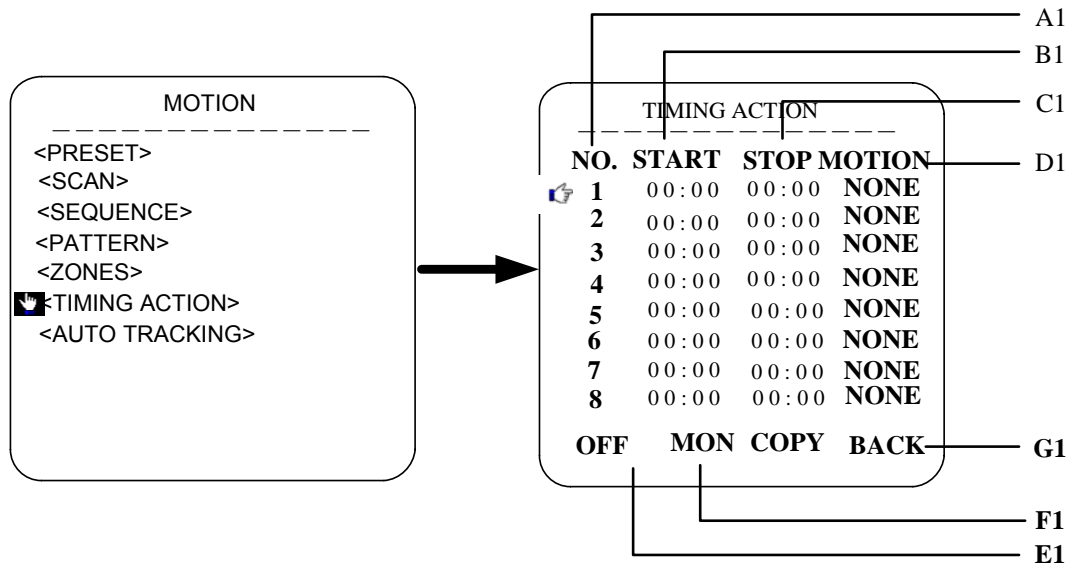 MOTION
<PRESET>
<SCAN>
<SEQUENCE>
<PATTERN>
<ZONES>
<TIMING ACTION>
<AUTO TRACKING>
TIMING ACTION
NO. START STOP MOTION
1 00:00 00:00 NONE
2 00:00 00:00 NONE
3 00:00 00:00 NONE
4 00:00 00:00 NONE
5 00:00 00:00 NONE
6 00:00 00:00 NONE
7 00:00 00:00 NONE
8 00:00 00:00 NONE
OFF MON COPY BACK
A1
B1
C1
D1
G1
F1
E1